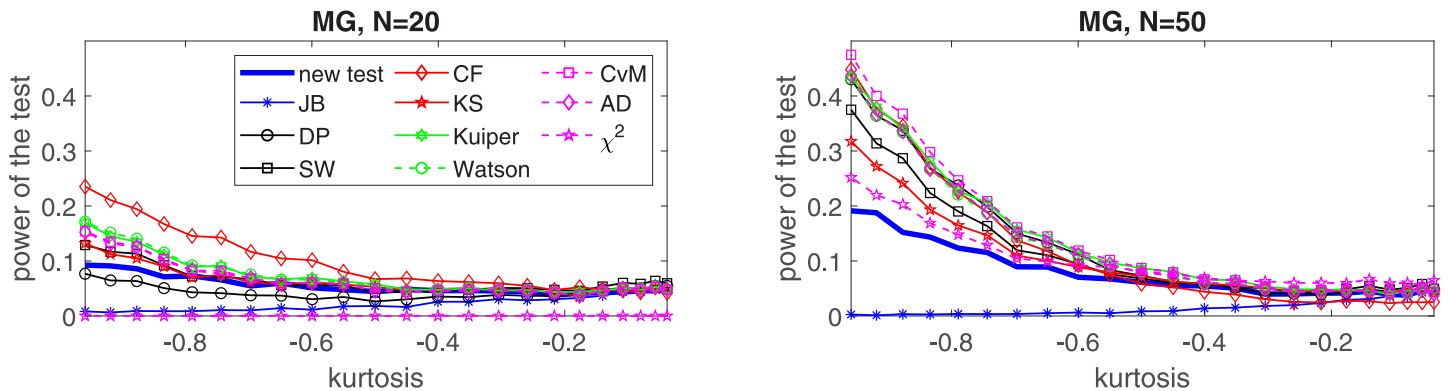 MG, N=20
power of the test
0.4
0.3
0.2
0.1
0
new test
JB
DP
SW
CF
KS
Kuiper
Watson
CvM
AD
χ²
-0.8
-0.6
-0.4
-0.2
kurtosis
MG, N=50
power of the test
0.4
0.3
0.2
0.1
0
-0.8
-0.6
-0.4
-0.2
kurtosis